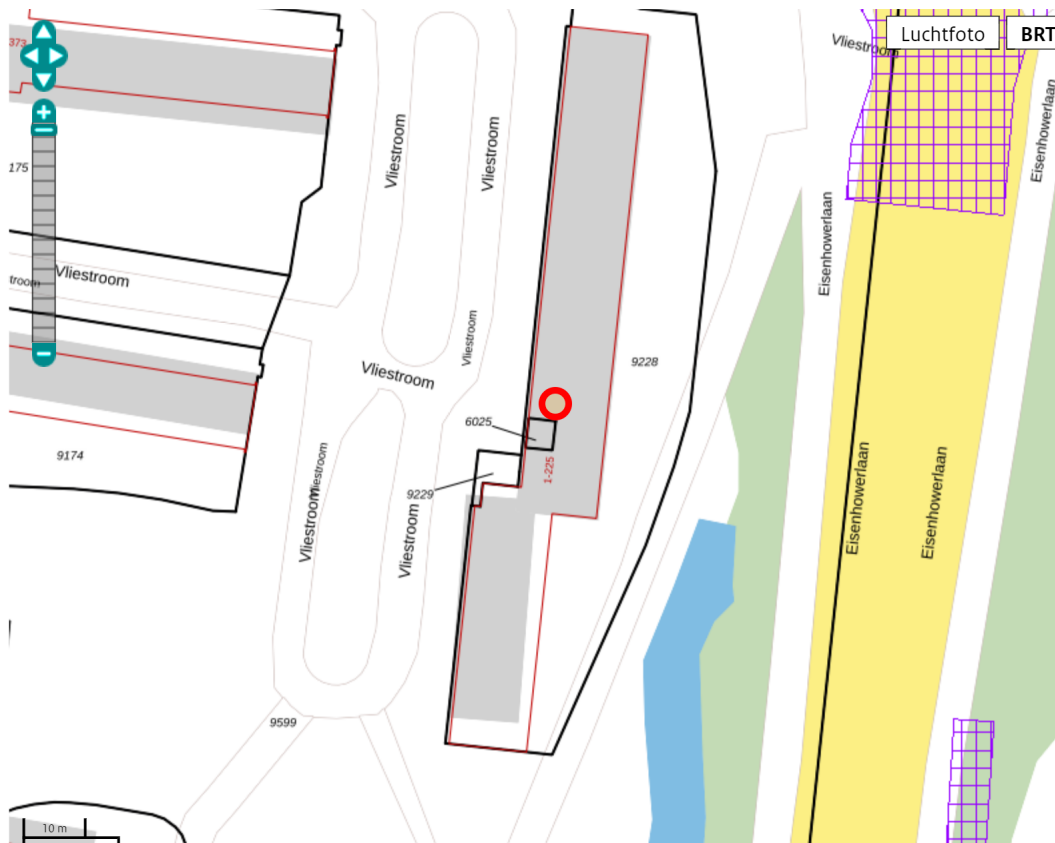 Luchtfoto
BRT
Vliestroom
373
Eisenhowerlaan
Vliestroom
Vliestroom
175
Eisenhowerlaan
Vliestroom
troom
Vliestroom
Vliestroom
9228
6025
9174
1-225
Vliestroom
9229
Vliestroom
Vliestroom
Eisenhowerlaan
Eisenhowerlaan
9599
10 m